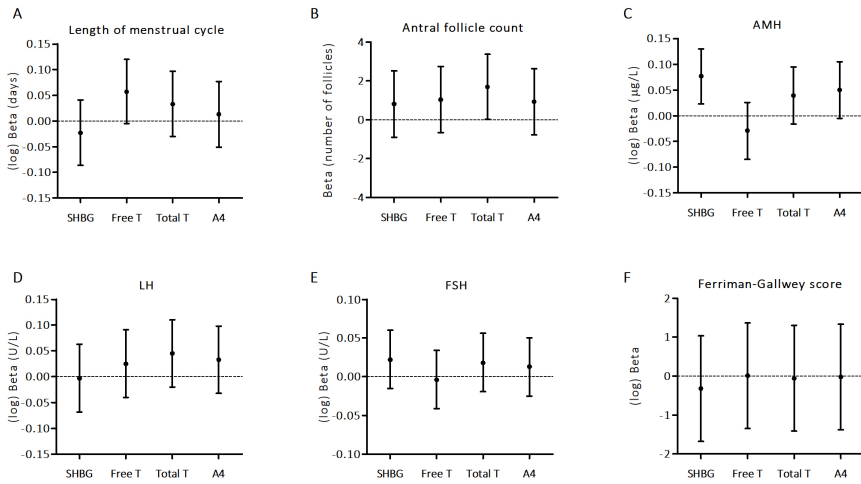 A
Length of menstrual cycle
(log) Beta (days)
0.15
0.10
0.05
0.00
-0.05
-0.10
-0.15
SHBG Free T Total T A4
B
Antral follicle count
Beta (number of follicles)
4
2
0
-2
-4
SHBG Free T Total T A4
C
AMH
(log) Beta (µg/L)
0.15
0.10
0.05
0.00
-0.05
-0.10
-0.15
SHBG Free T Total T A4
D
LH
(log) Beta (U/L)
0.15
0.10
0.05
0.00
-0.05
-0.10
-0.15
SHBG Free T Total T A4
E
FSH
(log) Beta (U/L)
0.10
0.05
0.00
-0.05
-0.10
SHBG Free T Total T A4
F
Ferriman-Gallwey score
(log) Beta
2
1
0
-1
-2
SHBG Free T Total T A4